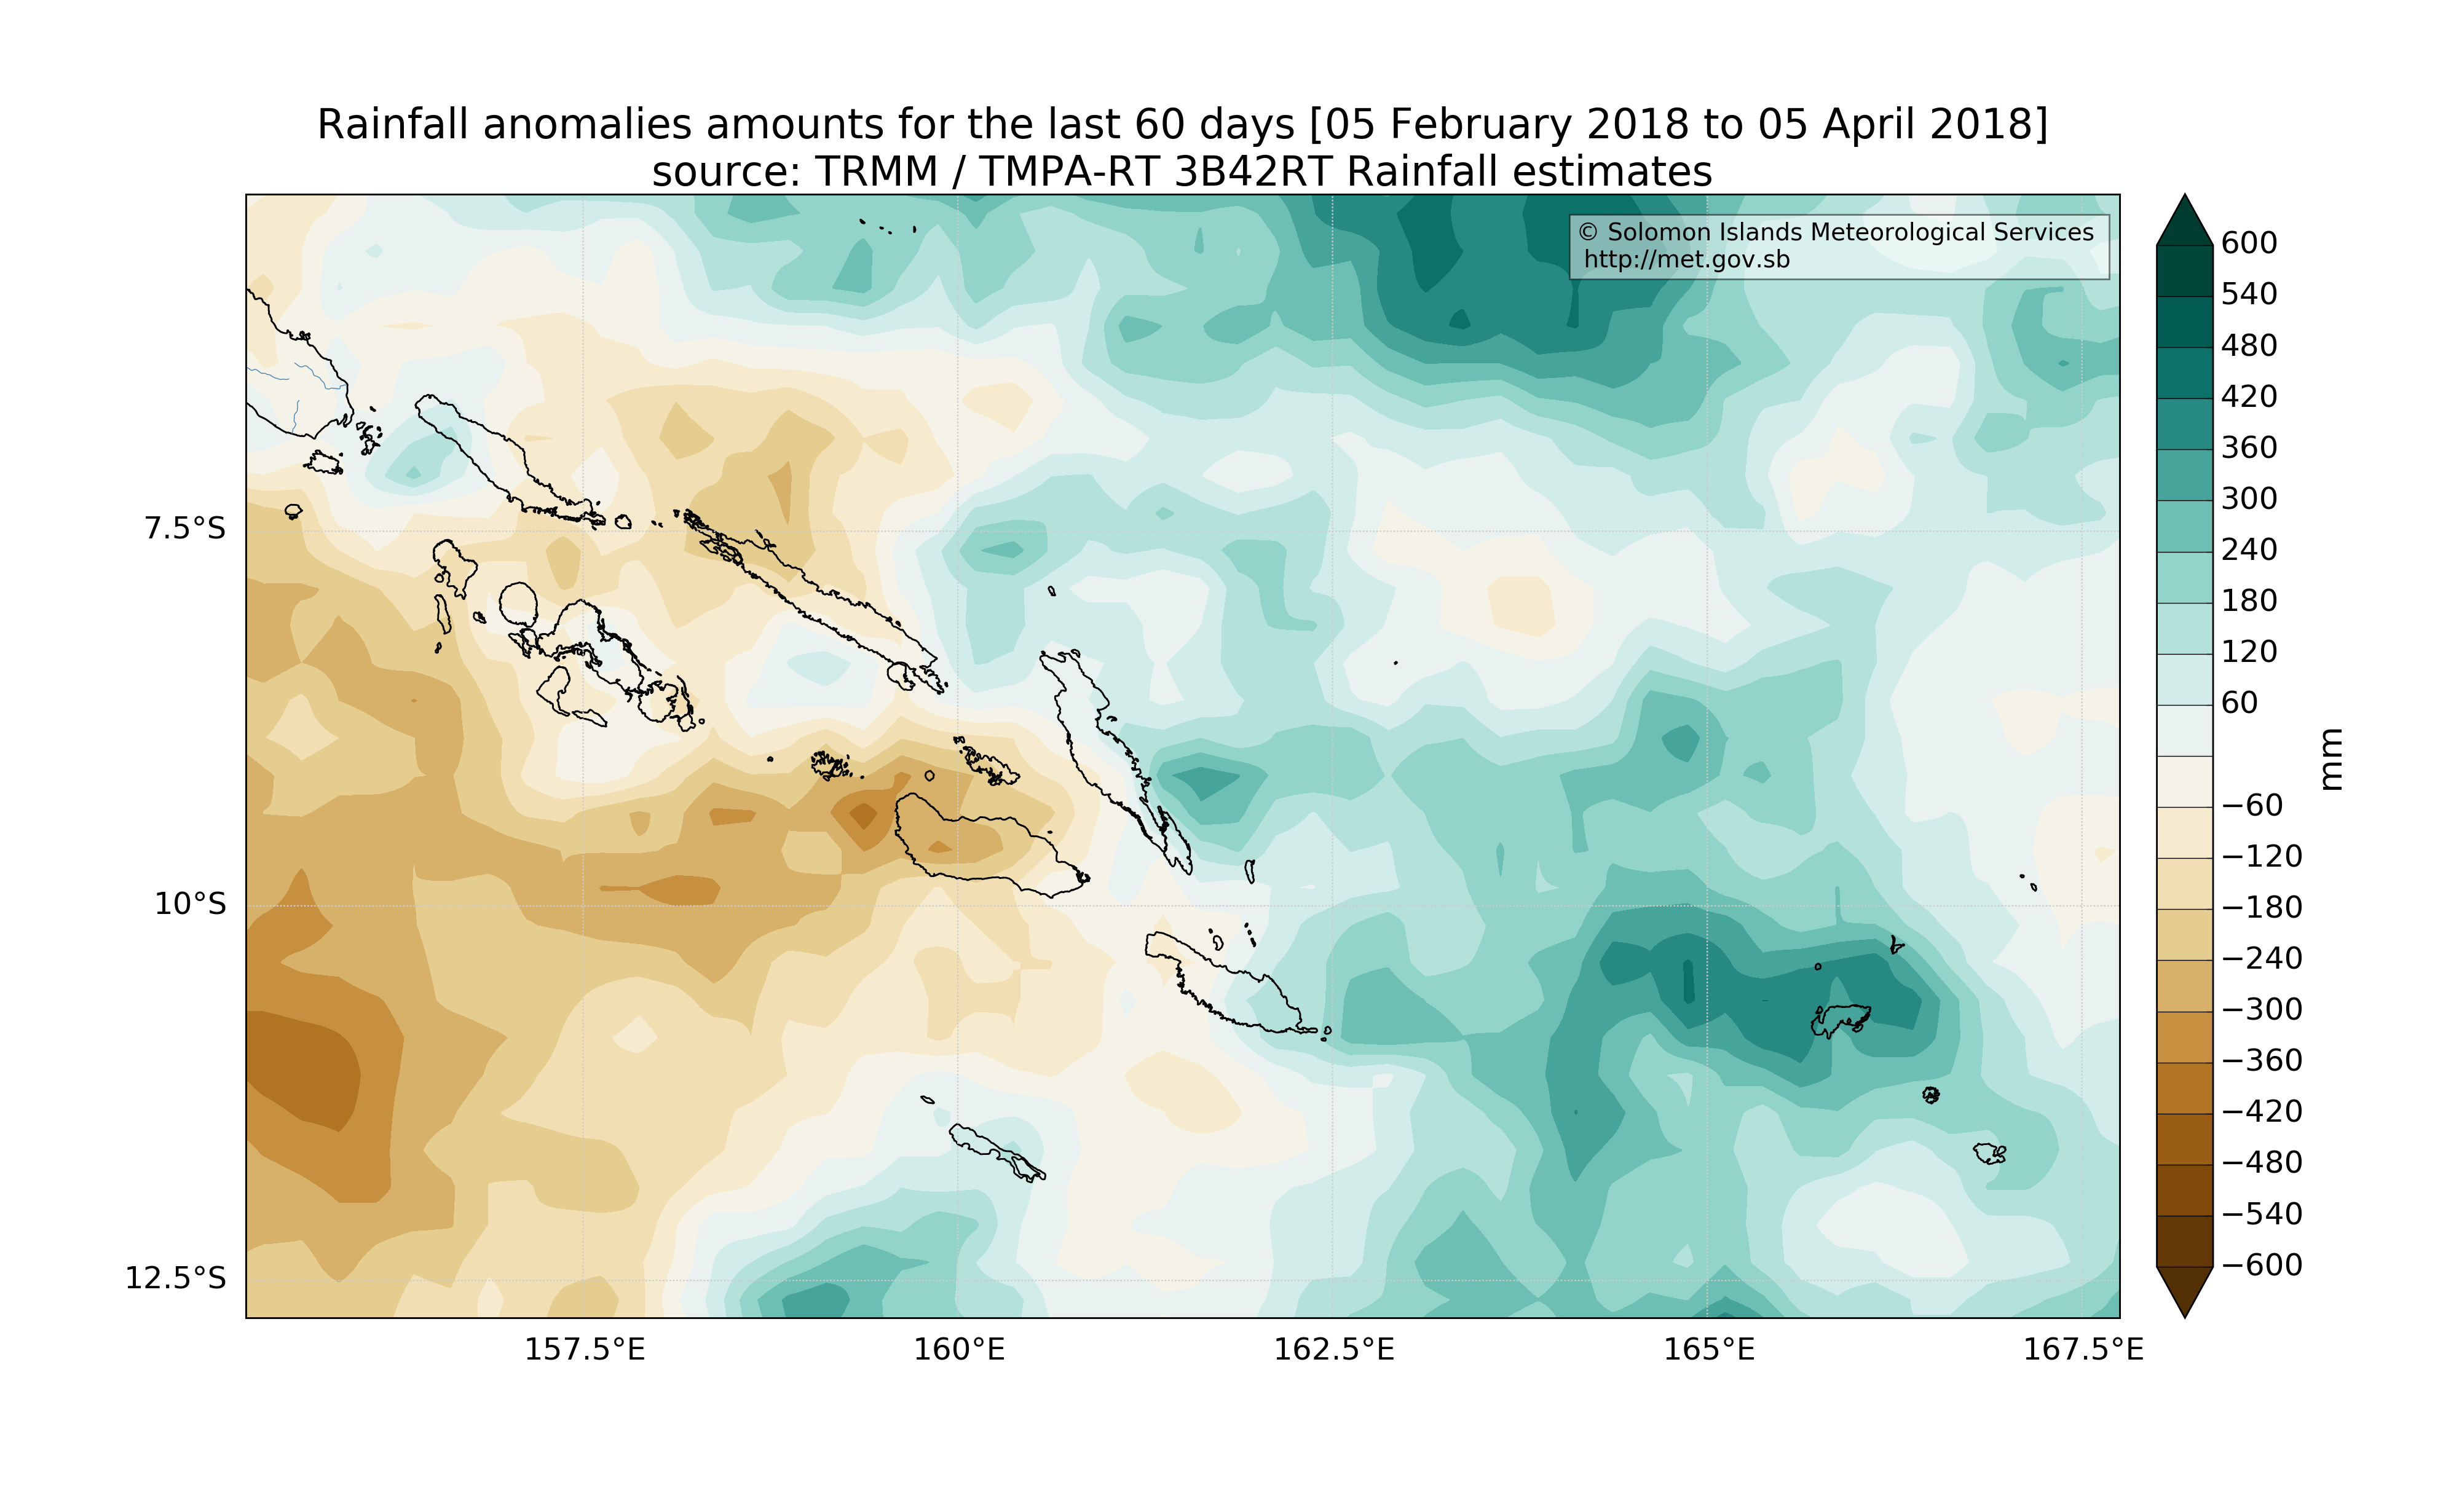 Rainfall anomalies amounts for the last 60 days [05 February 2018 to 05 April 2018]
source: TRMM / TMPA-RT 3B42RT Rainfall estimates
© Solomon Islands Meteorological Services
http://met.gov.sb
7.5°S
10°S
12.5°S
157.5°E
160°E
162.5°E
165°E
167.5°E
600
540
480
420
360
300
240
180
120
60
−60
−120
−180
−240
−300
−360
−420
−480
−540
−600
mm